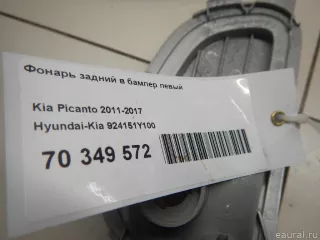 Фонарь задний в бампер левый
Kia Picanto 2011-2017
Hyundai-Kia 924151Y100
70 349 572
eaural.ru